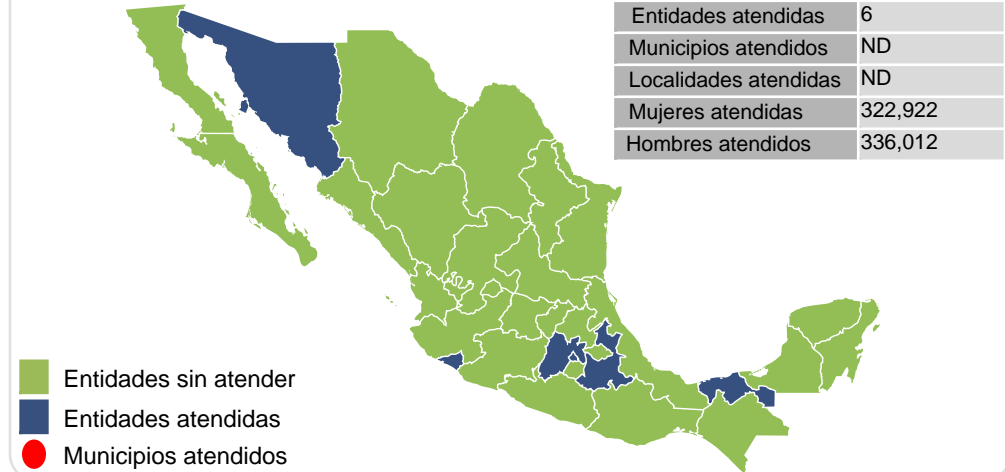 Entidades atendidas 6
Municipios atendidos ND
Localidades atendidas ND
Mujeres atendidas 322,922
Hombres atendidos 336,012
Entidades sin atender
Entidades atendidas
Municipios atendidos